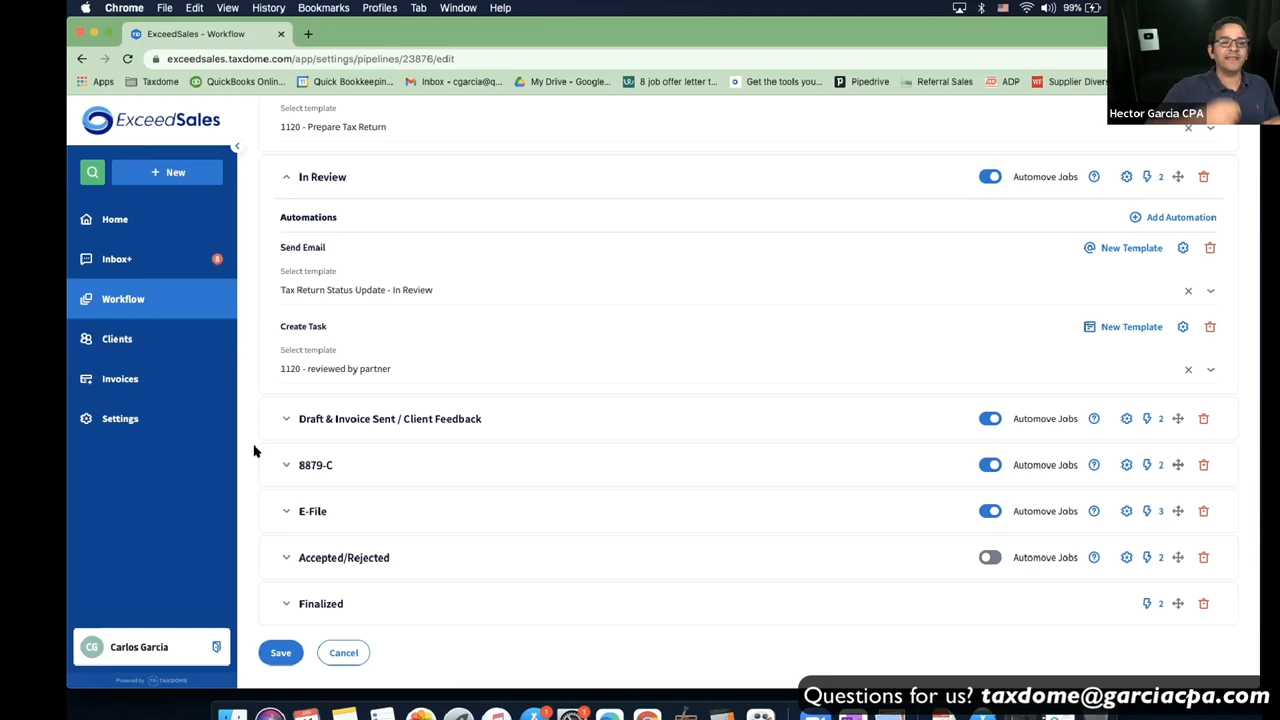 Chrome File Edit View History Bookmarks Profiles Tab Window Help 99%
ExceedSales - Workflow
exceedsales.taxdome.com/app/settings/pipelines/23876/edit
Apps Taxdome QuickBooks Onlin... Quick Bookkeepin... Inbox - cgarcia@q... My Drive - Google... 8 job offer letter t... Get the tools you... Pipedrive Referral Sales ADP Supplier Divers
Hector Garcia CPA
ExceedSales
+ New
Home
Inbox+ 8
Workflow
Clients
Invoices
Settings
CG Carlos Garcia
Powered by TAXDOME
Select template
1120 - Prepare Tax Return
In Review Automove Jobs 2
Automations Add Automation
Send Email New Template
Select template
Tax Return Status Update - In Review
Create Task New Template
Select template
1120 - reviewed by partner
Draft & Invoice Sent / Client Feedback Automove Jobs 2
8879-C Automove Jobs 2
E-File Automove Jobs 3
Accepted/Rejected Automove Jobs 2
Finalized 2
Save Cancel
Questions for us? taxdome@garciacpa.com